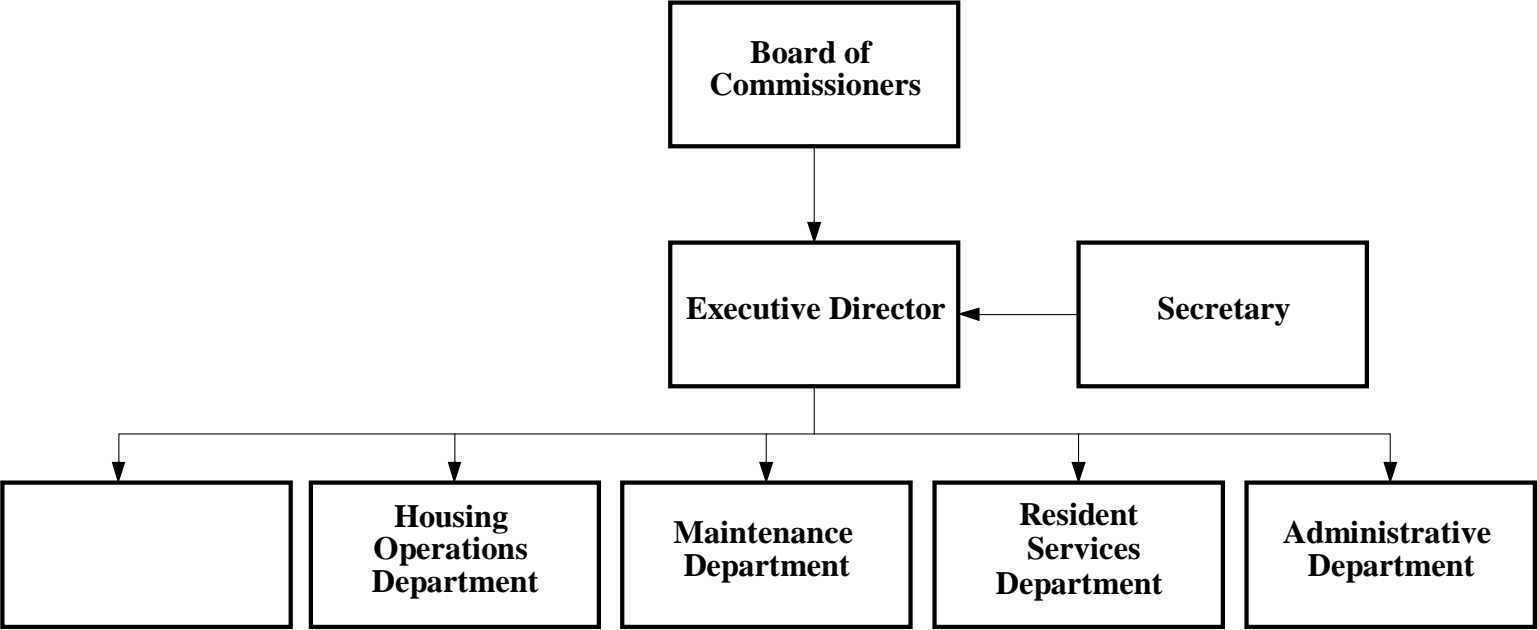 Board of
Commissioners
Executive Director
Secretary
Housing
Operations
Department
Maintenance
Department
Resident
Services
Department
Administrative
Department